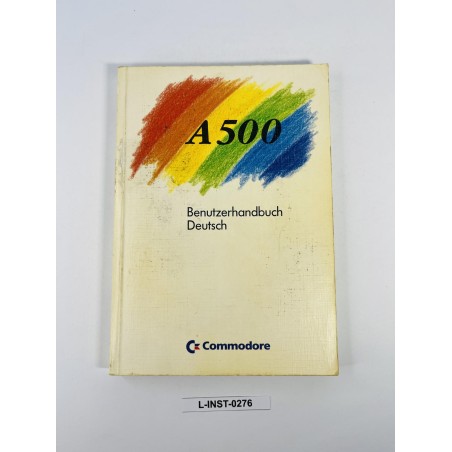 A500
Benutzerhandbuch
Deutsch
Commodore
L-INST-0276